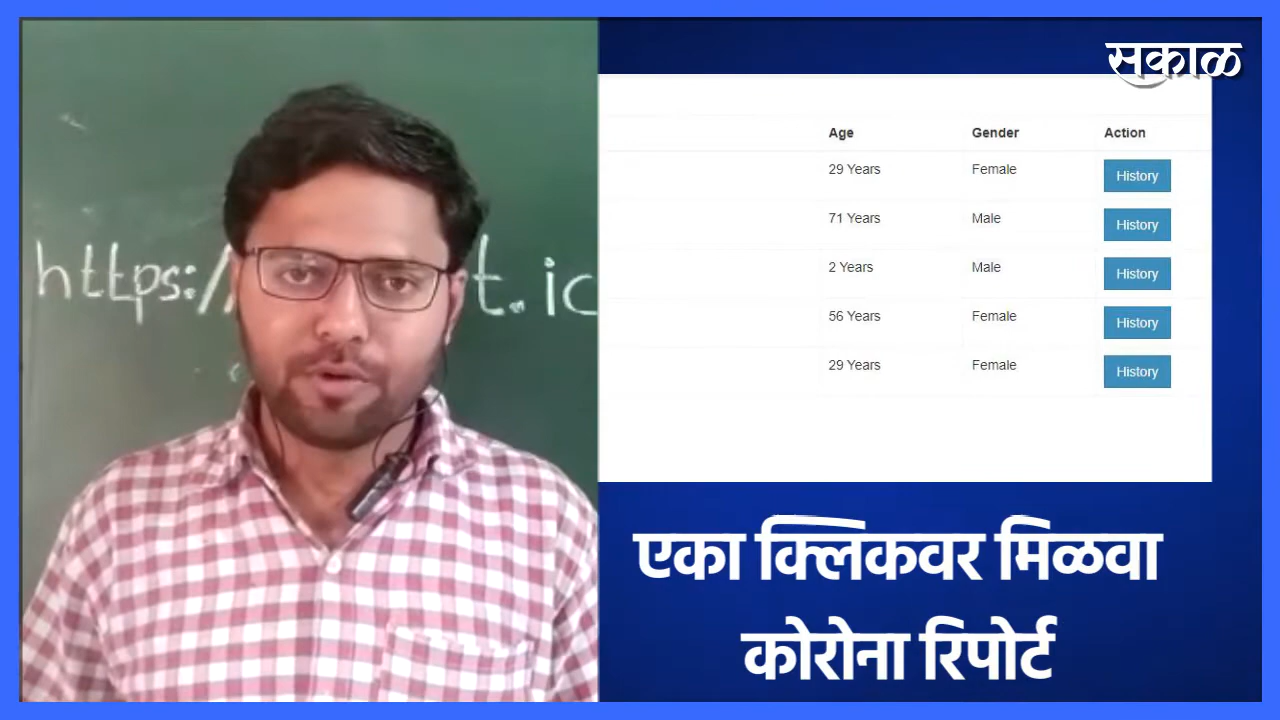 सकाळ
https:/
t.ic
Age Gender Action
29 Years Female History
71 Years Male History
2 Years Male History
56 Years Female History
29 Years Female History
एका क्लिकवर मिळवा
कोरोना रिपोर्ट